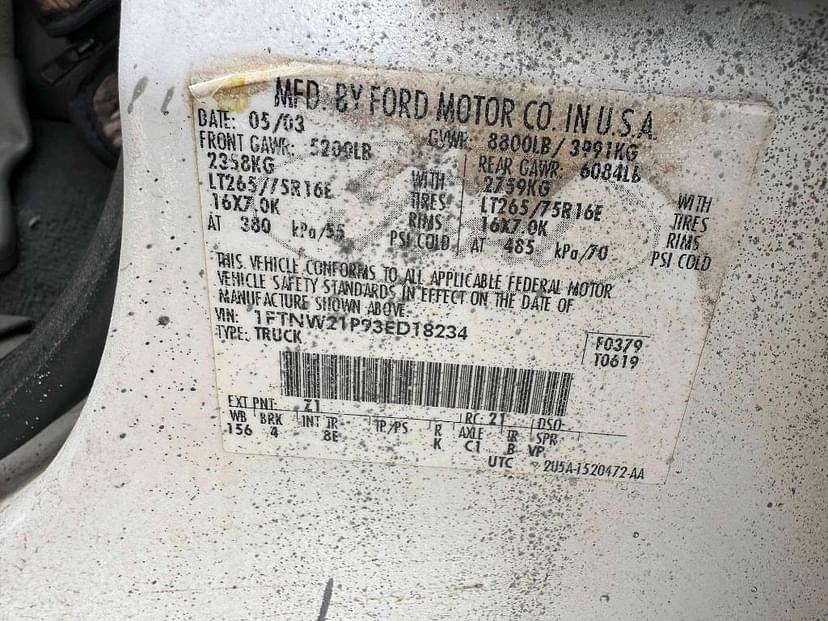 MFD. BY FORD MOTOR CO. IN U.S.A.
DATE: 05/03 GVWR: 8800LB / 3991KG
FRONT GAWR: 5200LB REAR GAWR: 6084LB
2358KG WITH 2759KG WITH
LT265/75R16E TIRES LT265/75R16E TIRES
16X7.0K RIMS 16X7.0K RIMS
AT 380 kPa/55 PSI COLD AT 485 kPa/70 PSI COLD
THIS VEHICLE CONFORMS TO ALL APPLICABLE FEDERAL MOTOR
VEHICLE SAFETY STANDARDS IN EFFECT ON THE DATE OF
MANUFACTURE SHOWN ABOVE.
VIN: 1FTNW21P93ED18234
TYPE: TRUCK
F0379
T0619
EXT PNT: Z1 RC: 21 DSO:
WB BRK INT TR TP/PS R AXLE TR SPR
156 4 8E K C1 B VP
UTC 2U5A-1520472-AA